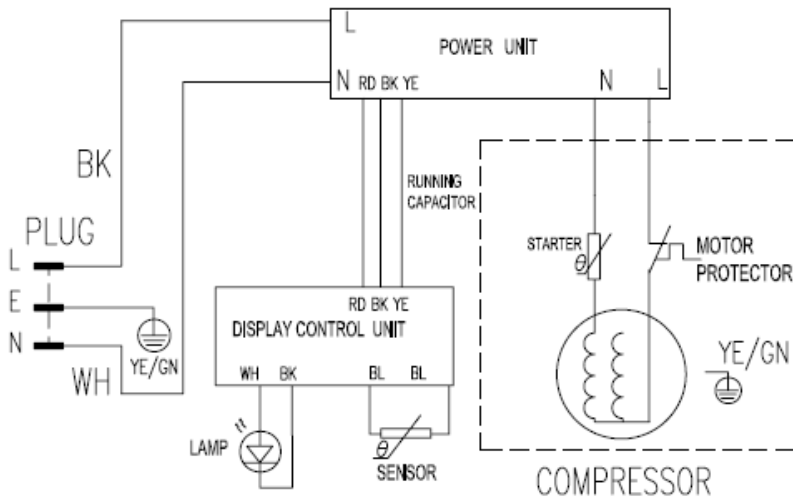 L
POWER UNIT
N RD BK YE N L
BK
RUNNING
CAPACITOR
PLUG
L
STARTER
θ
MOTOR
PROTECTOR
E
RD BK YE
DISPLAY CONTROL UNIT
N
YE/GN
WH
WH BK BL BL
YE/GN
LAMP
θ
SENSOR
COMPRESSOR